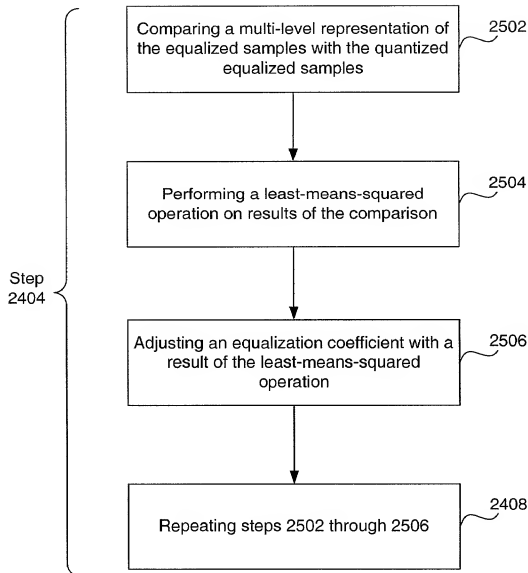 Comparing a multi-level representation
of the equalized samples with the quantized
equalized samples
2502
Performing a least-means-squared
operation on results of the comparison
2504
Step
2404
Adjusting an equalization coefficient with a
result of the least-means-squared
operation
2506
Repeating steps 2502 through 2506
2408